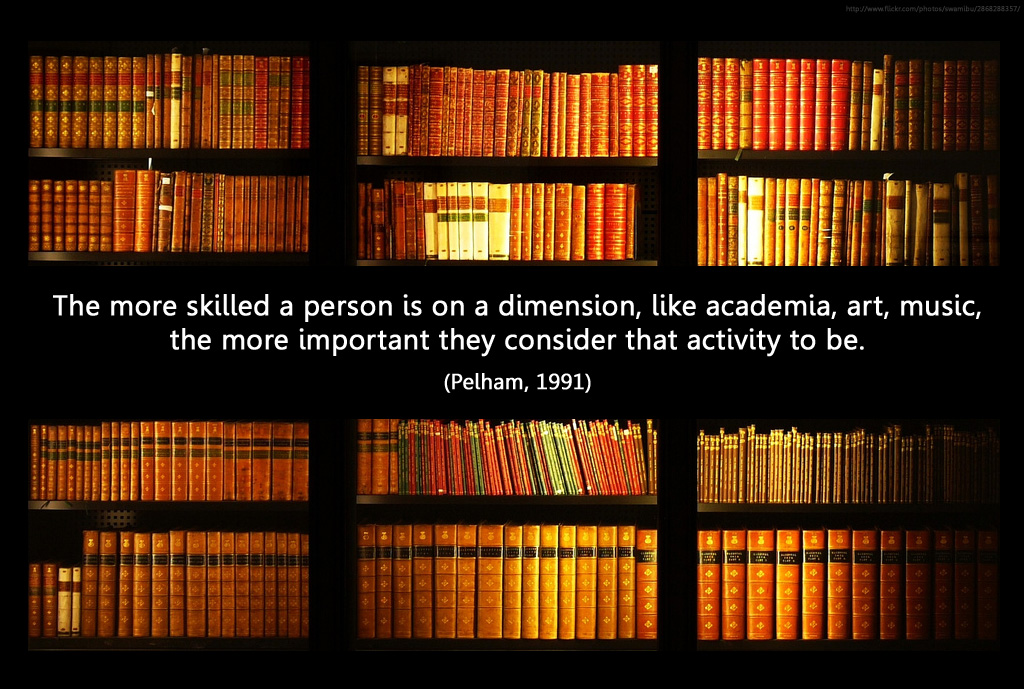 http://www.flickr.com/photos/swamibu/2868288357/
The more skilled a person is on a dimension, like academia, art, music,
the more important they consider that activity to be.
(Pelham, 1991)